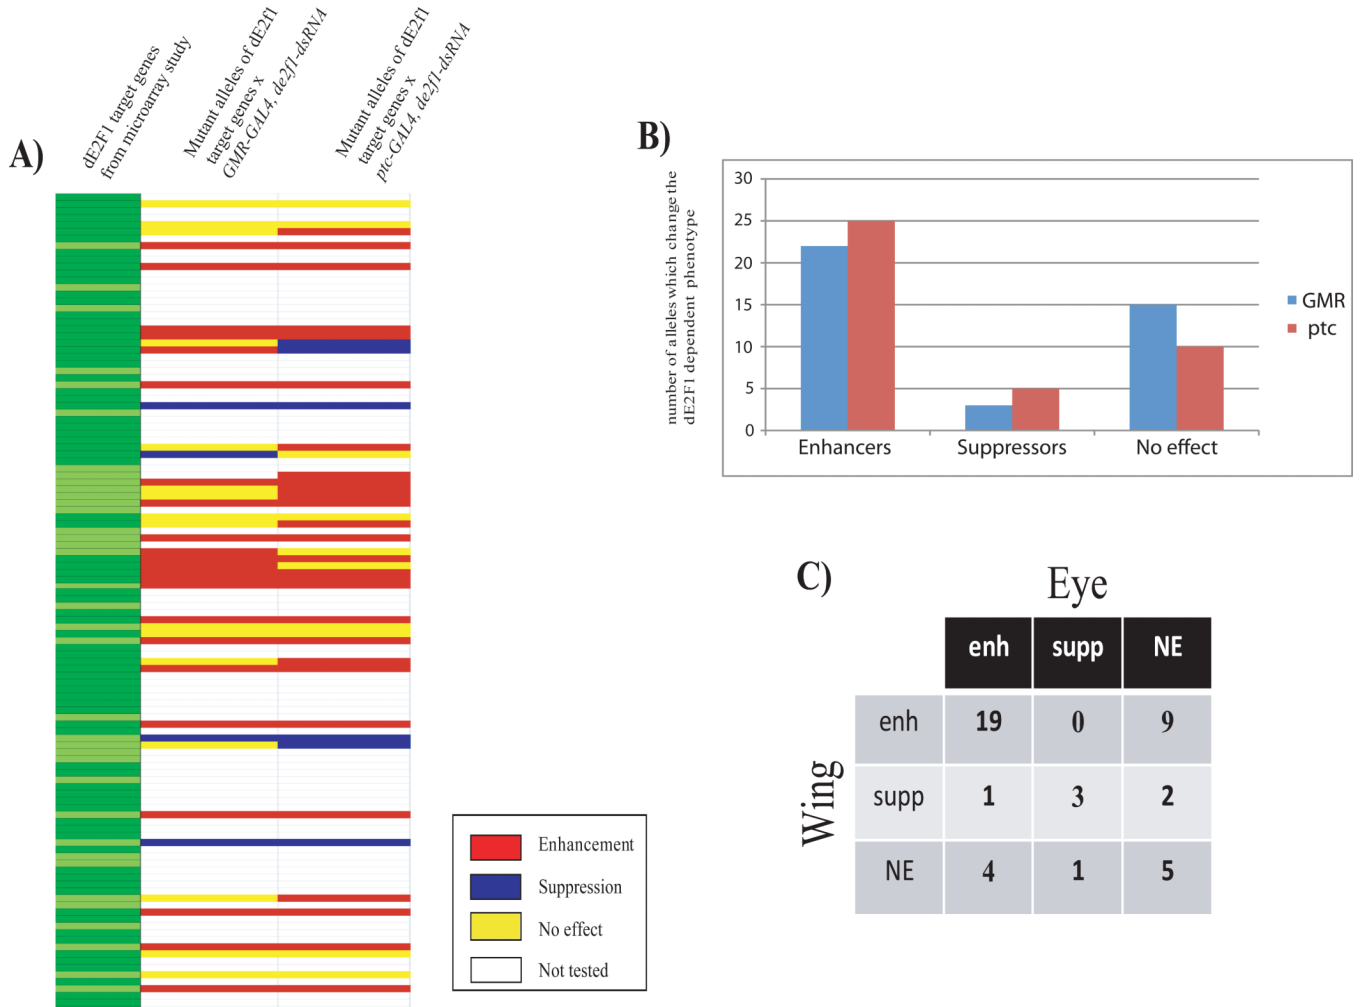 A)
dE2F1 target genes
from microarray study
Mutant alleles of dE2f1
target genes x
GMR-GAL4, de2f1-dsRNA
Mutant alleles of dE2f1
target genes x
ptc-GAL4, de2f1-dsRNA
Enhancement
Suppression
No effect
Not tested
B)
number of alleles which change the
dE2F1 dependent phenotype
30
25
20
15
10
5
0
Enhancers
Suppressors
No effect
GMR
ptc
C)
Eye
enh supp NE
Wing
enh 19 0 9
supp 1 3 2
NE 4 1 5